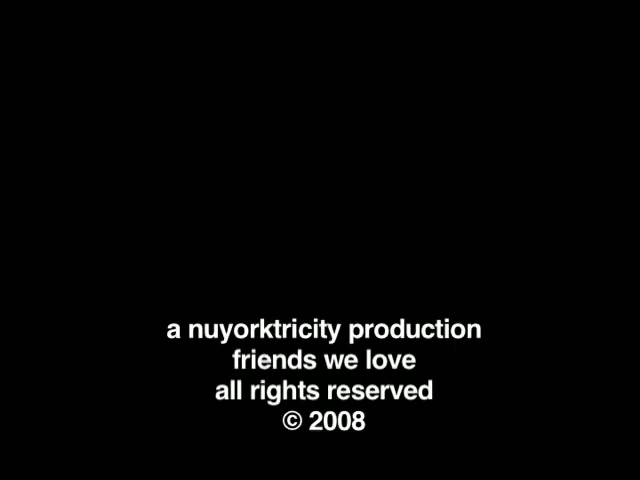 a nuyorktricity production
friends we love
all rights reserved
© 2008